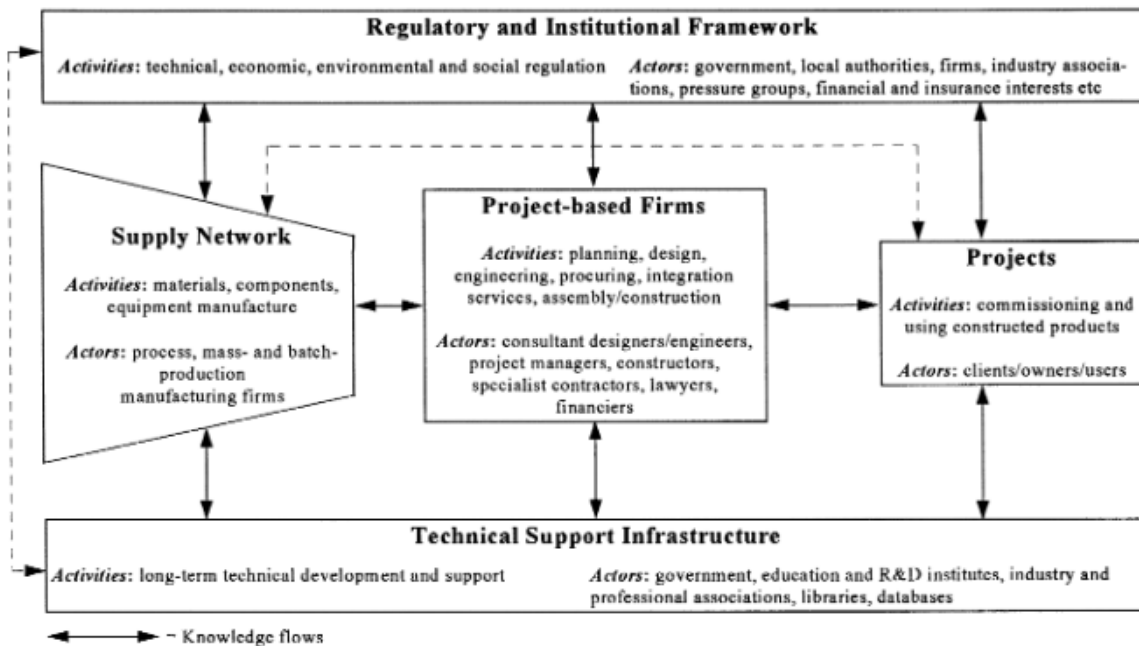 Regulatory and Institutional Framework
Activities: technical, economic, environmental and social regulation
Actors: government, local authorities, firms, industry associa-
tions, pressure groups, financial and insurance interests etc
Supply Network
Activities: materials, components,
equipment manufacture
Actors: process, mass- and batch-
production
manufacturing firms
Project-based Firms
Activities: planning, design,
engineering, procuring, integration
services, assembly/construction
Actors: consultant designers/engineers,
project managers, constructors,
specialist contractors, lawyers,
financiers
Projects
Activities: commissioning and
using constructed products
Actors: clients/owners/users
Technical Support Infrastructure
Activities: long-term technical development and support
Actors: government, education and R&D institutes, industry and
professional associations, libraries, databases
= Knowledge flows